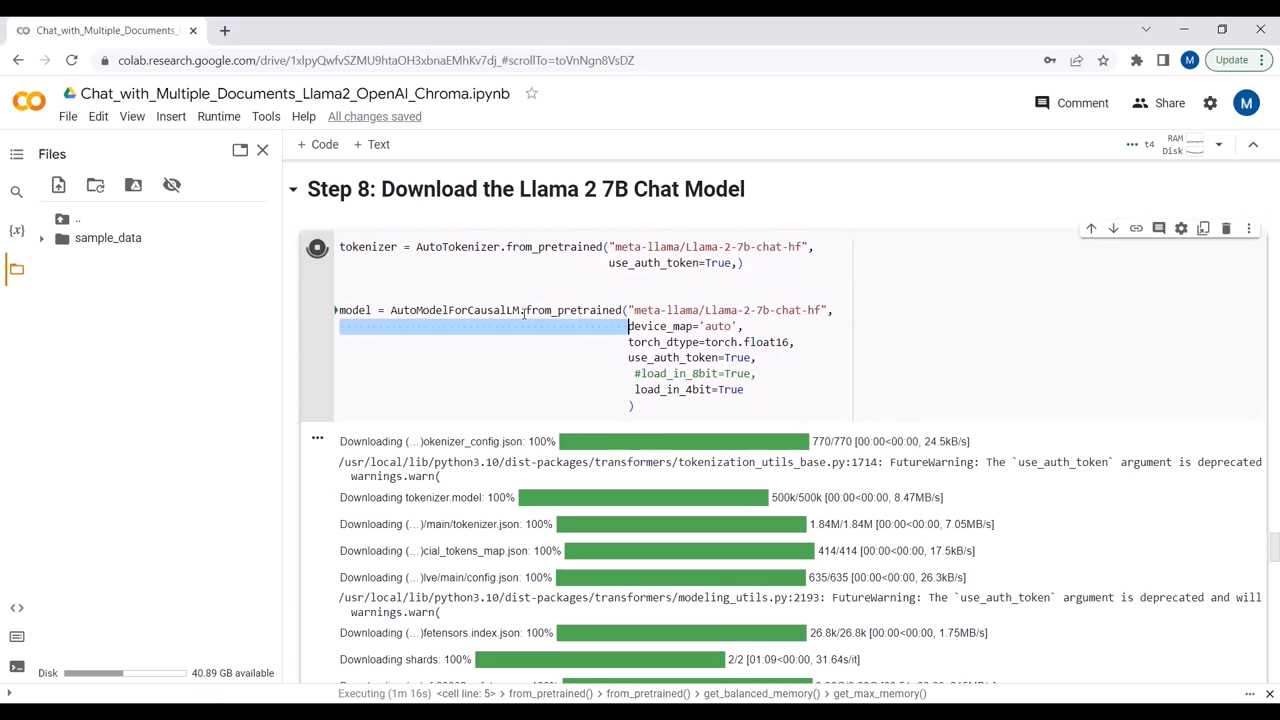 Chat_with_Multiple_Documents_
colab.research.google.com/drive/1xlpyQwfvSZMU9htaOH3xbnaEMhKv7dj_#scrollTo=toVnNgn8VsDZ
M
Update
Chat_with_Multiple_Documents_Llama2_OpenAI_Chroma.ipynb
File Edit View Insert Runtime Tools Help All changes saved
Comment Share M
Files
+ Code + Text
RAM
Disk
t4
..
sample_data
{x}
Step 8: Download the Llama 2 7B Chat Model
tokenizer = AutoTokenizer.from_pretrained("meta-llama/Llama-2-7b-chat-hf",
use_auth_token=True,)
model = AutoModelForCausalLM.from_pretrained("meta-llama/Llama-2-7b-chat-hf",
device_map='auto',
torch_dtype=torch.float16,
use_auth_token=True,
#load_in_8bit=True,
load_in_4bit=True
)
Downloading (…)okenizer_config.json: 100% 770/770 [00:00<00:00, 24.5kB/s]
/usr/local/lib/python3.10/dist-packages/transformers/tokenization_utils_base.py:1714: FutureWarning: The `use_auth_token` argument is deprecated
warnings.warn(
Downloading tokenizer.model: 100% 500k/500k [00:00<00:00, 8.47MB/s]
Downloading (…)/main/tokenizer.json: 100% 1.84M/1.84M [00:00<00:00, 7.05MB/s]
Downloading (…)cial_tokens_map.json: 100% 414/414 [00:00<00:00, 17.5kB/s]
Downloading (…)lve/main/config.json: 100% 635/635 [00:00<00:00, 26.3kB/s]
/usr/local/lib/python3.10/dist-packages/transformers/modeling_utils.py:2193: FutureWarning: The `use_auth_token` argument is deprecated and will
warnings.warn(
Downloading (…)fetensors.index.json: 100% 26.8k/26.8k [00:00<00:00, 1.75MB/s]
Downloading shards: 100% 2/2 [01:09<00:00, 31.64s/it]
Disk 40.89 GB available
Executing (1m 16s) <cell line: 5> from_pretrained() from_pretrained() get_balanced_memory() get_max_memory()